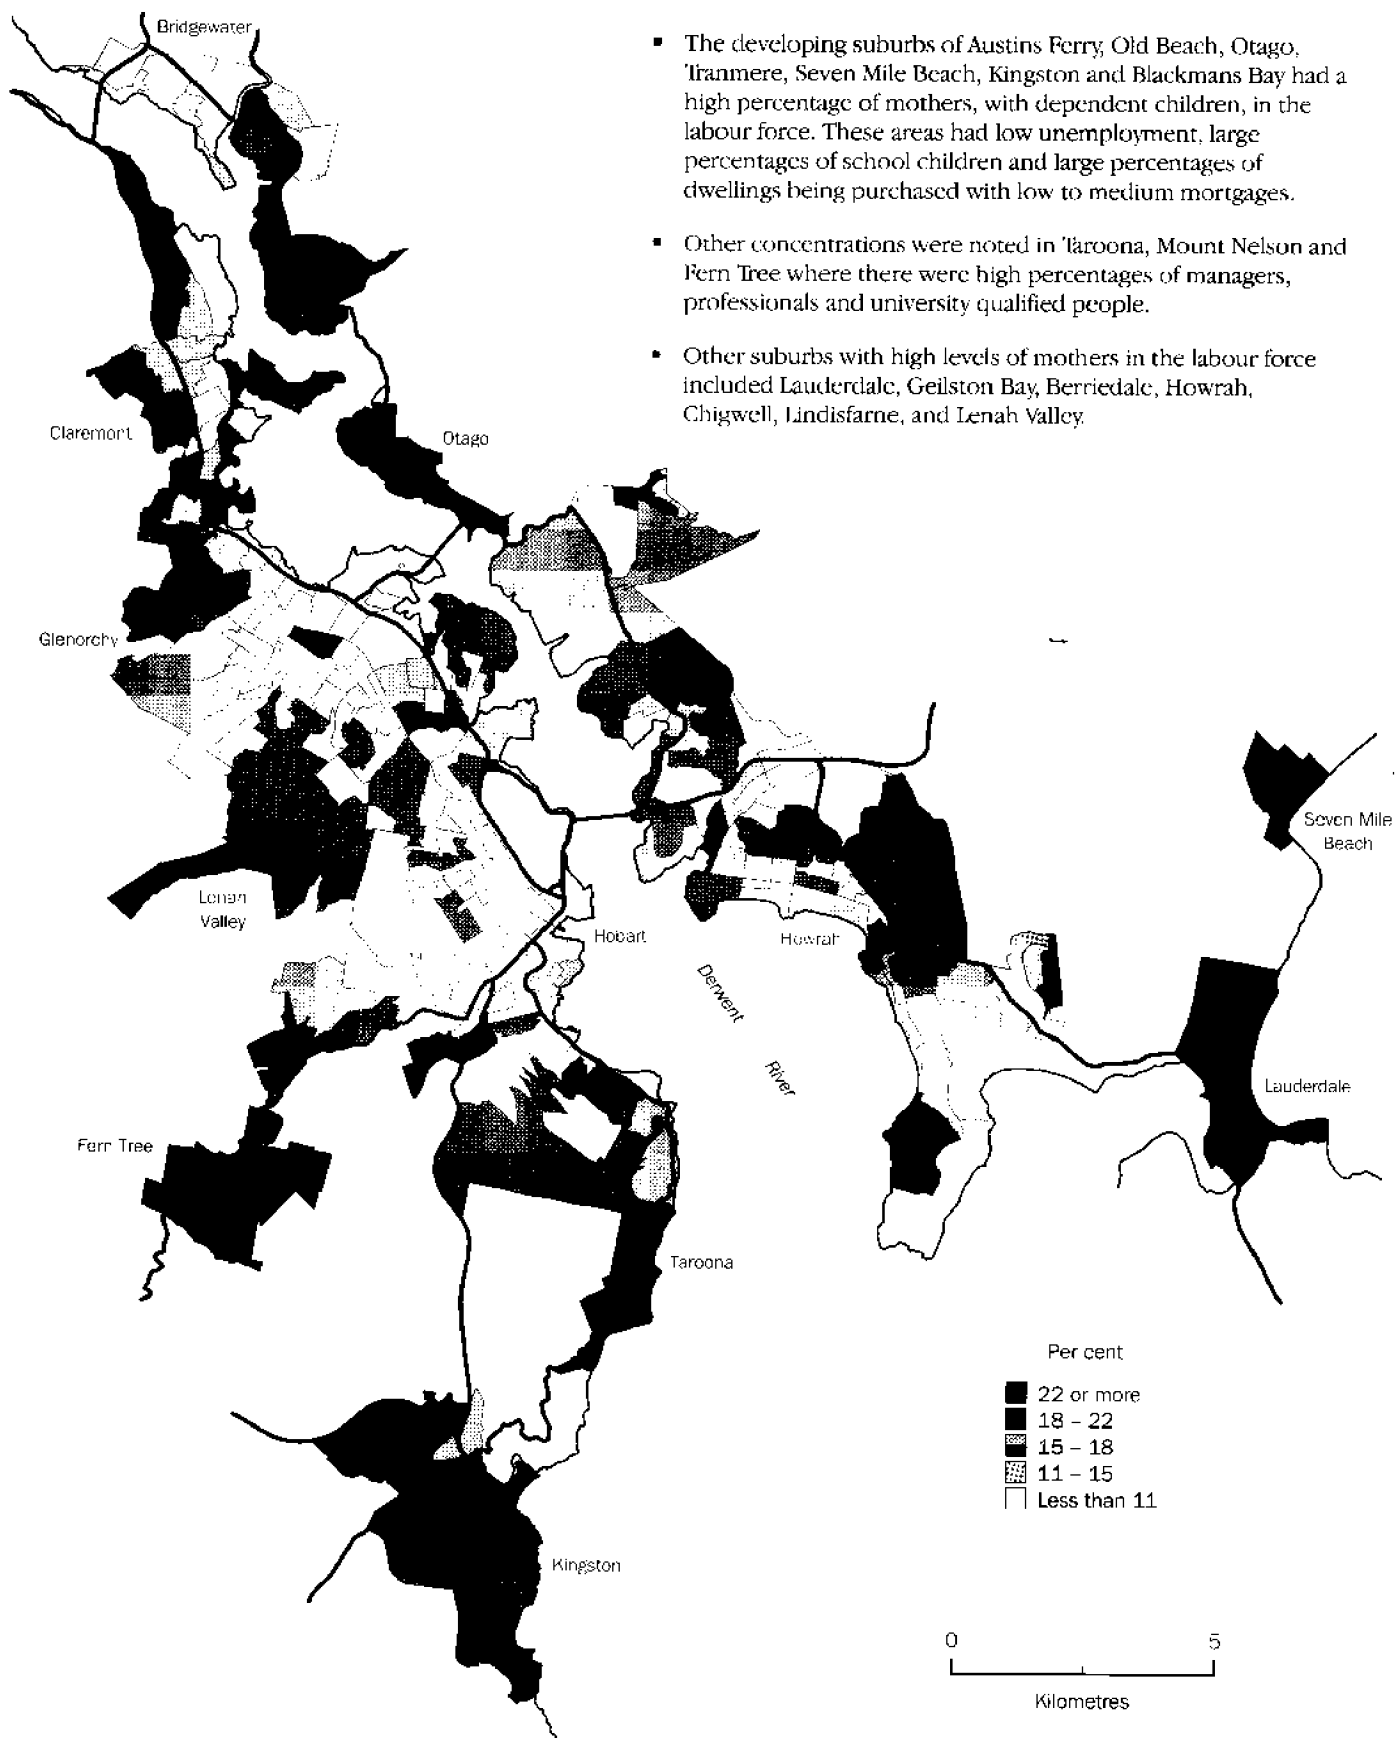 Bridgewater
▪ The developing suburbs of Austins Ferry, Old Beach, Otago,
Tranmere, Seven Mile Beach, Kingston and Blackmans Bay had a
high percentage of mothers, with dependent children, in the
labour force. These areas had low unemployment, large
percentages of school children and large percentages of
dwellings being purchased with low to medium mortgages.
▪ Other concentrations were noted in Taroona, Mount Nelson and
Fern Tree where there were high percentages of managers,
professionals and university qualified people.
▪ Other suburbs with high levels of mothers in the labour force
included Lauderdale, Geilston Bay, Berriedale, Howrah,
Chigwell, Lindisfarne, and Lenah Valley.
Claremont
Otago
Glenorchy
Seven Mile
Beach
Lenah
Valley
Hobart
Howrah
Derwent
River
Lauderdale
Fern Tree
Taroona
Per cent
22 or more
18 – 22
15 – 18
11 – 15
Less than 11
Kingston
0 5
Kilometres